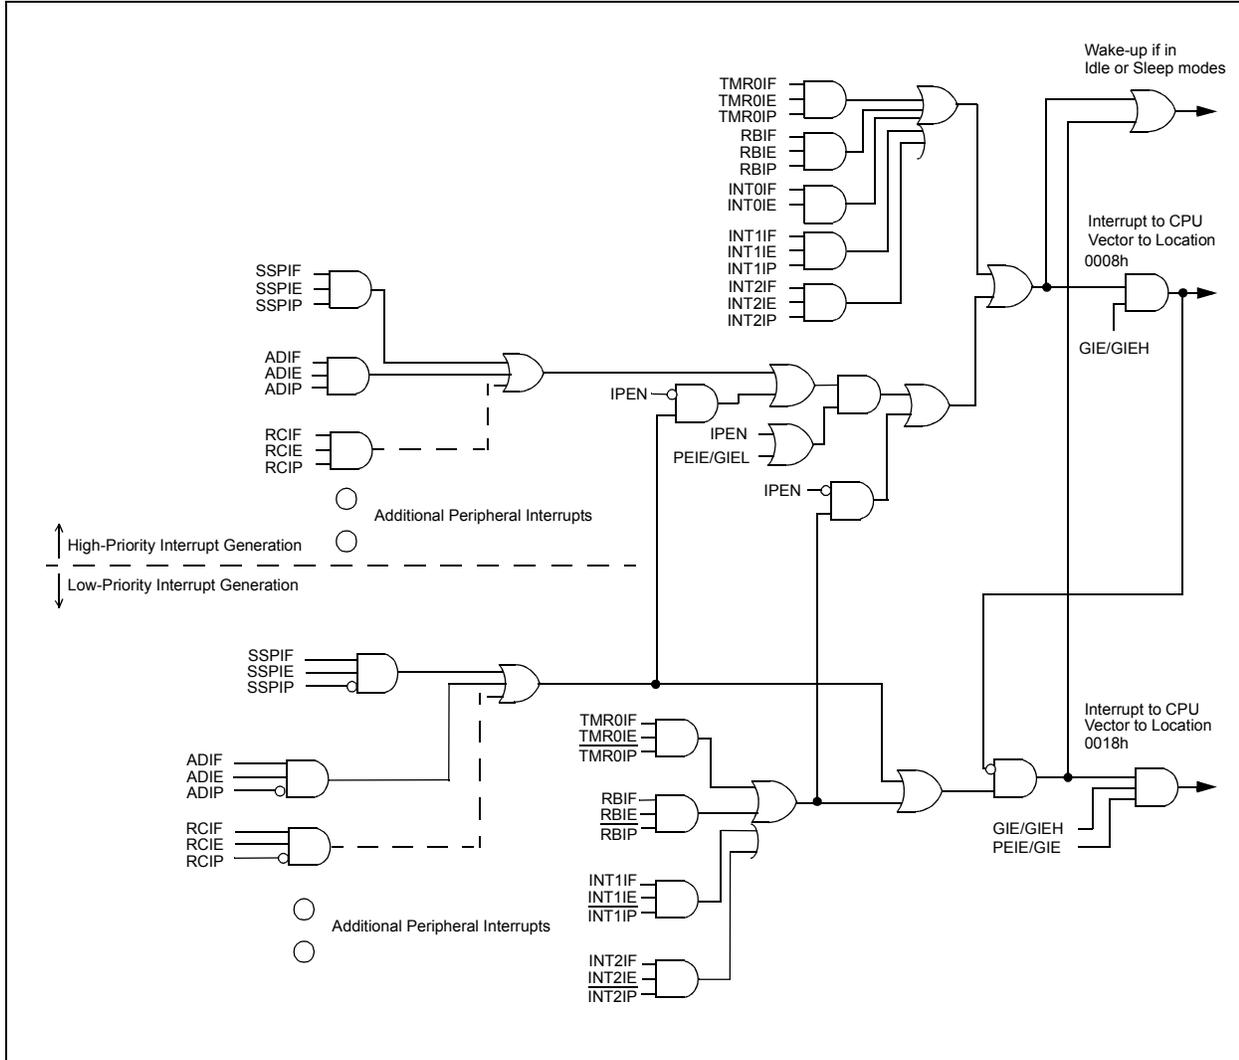 Wake-up if in
Idle or Sleep modes
TMR0IF
TMR0IE
TMR0IP
RBIF
RBIE
RBIP
INT0IF
INT0IE
INT1IF
INT1IE
INT1IP
INT2IF
INT2IE
INT2IP
Interrupt to CPU
Vector to Location
0008h
GIE/GIEH
SSPIF
SSPIE
SSPIP
ADIF
ADIE
ADIP
RCIF
RCIE
RCIP
IPEN
IPEN
PEIE/GIEL
IPEN
Additional Peripheral Interrupts
High-Priority Interrupt Generation
Low-Priority Interrupt Generation
SSPIF
SSPIE
SSPIP
ADIF
ADIE
ADIP
RCIF
RCIE
RCIP
Additional Peripheral Interrupts
TMR0IF
TMR0IE
TMR0IP
RBIF
RBIE
RBIP
INT1IF
INT1IE
INT1IP
INT2IF
INT2IE
INT2IP
Interrupt to CPU
Vector to Location
0018h
GIE/GIEH
PEIE/GIE